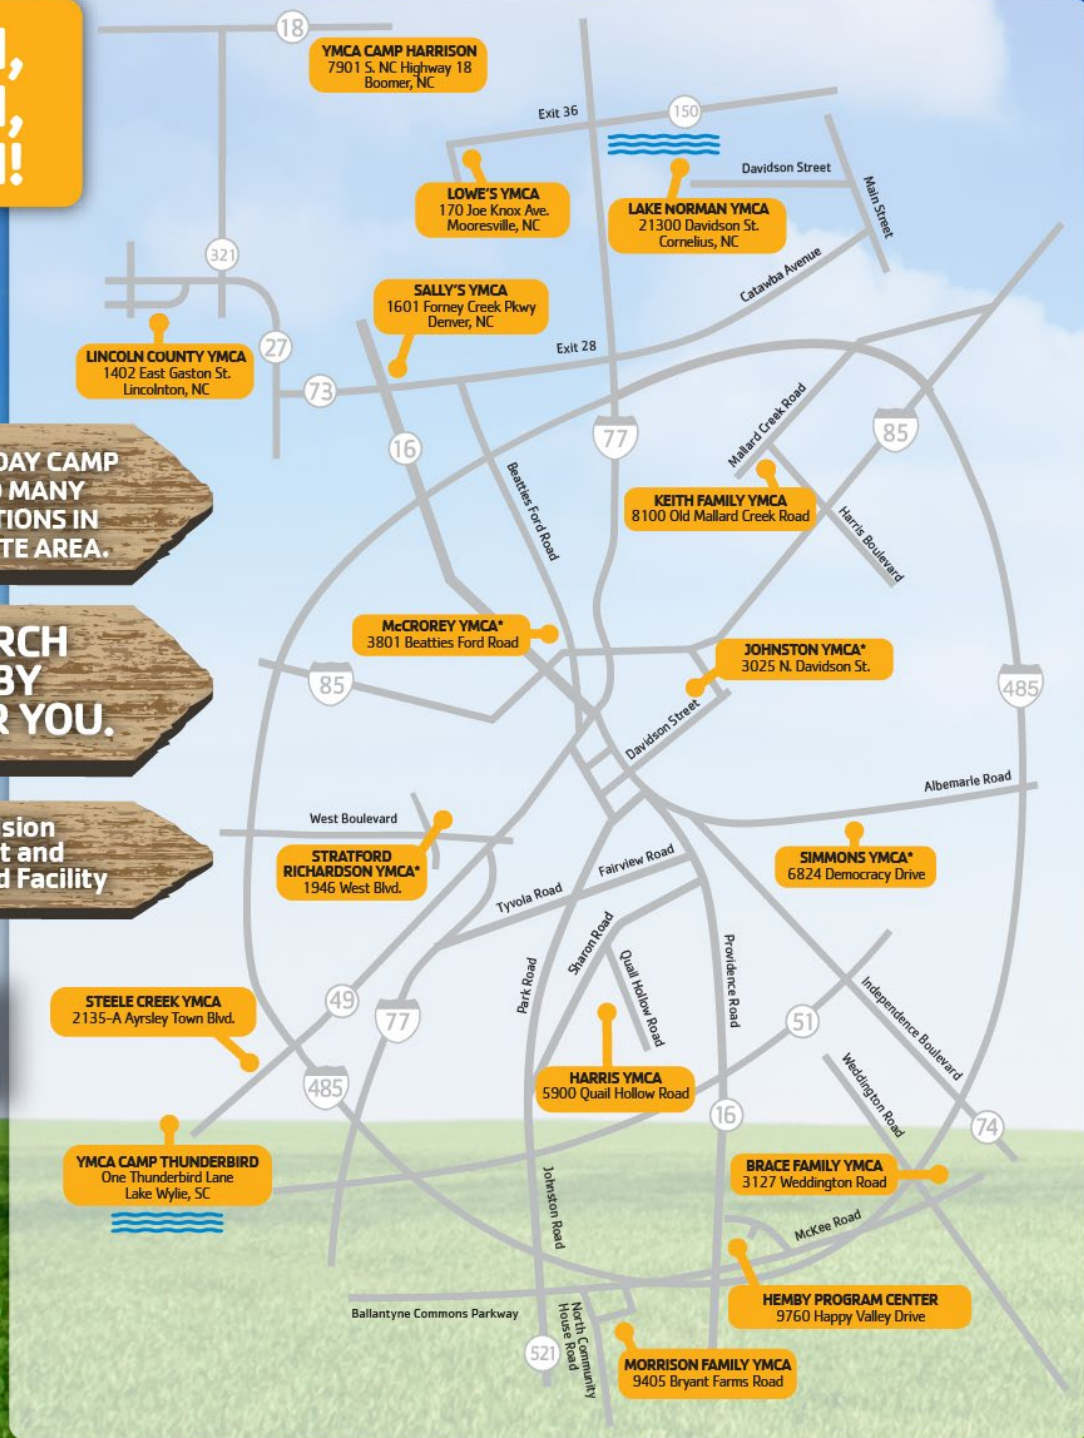 18
YMCA CAMP HARRISON
7901 S. NC Highway 18
Boomer, NC
Exit 36
150
Davidson Street
Main Street
LOWE'S YMCA
170 Joe Knox Ave.
Mooresville, NC
LAKE NORMAN YMCA
21300 Davidson St.
Cornelius, NC
321
Catawba Avenue
SALLY'S YMCA
1601 Forney Creek Pkwy
Denver, NC
LINCOLN COUNTY YMCA
1402 East Gaston St.
Lincolnton, NC
27
Exit 28
73
16
77
85
Mallard Creek Road
Beatties Ford Road
DAY CAMP
MANY
TIONS IN
TE AREA.
KEITH FAMILY YMCA
8100 Old Mallard Creek Road
Harris Boulevard
McCROREY YMCA*
3801 Beatties Ford Road
RCH
BY
R YOU.
JOHNSTON YMCA*
3025 N. Davidson St.
85
485
Davidson Street
Albemarle Road
West Boulevard
sion
t and
d Facility
STRATFORD
RICHARDSON YMCA*
1946 West Blvd.
Fairview Road
Tyvola Road
SIMMONS YMCA*
6824 Democracy Drive
Sharon Road
Quail Hollow Road
Park Road
Providence Road
STEELE CREEK YMCA
2135-A Ayrsley Town Blvd.
49
77
51
Independence Boulevard
Weddington Road
485
HARRIS YMCA
5900 Quail Hollow Road
16
74
YMCA CAMP THUNDERBIRD
One Thunderbird Lane
Lake Wylie, SC
BRACE FAMILY YMCA
3127 Weddington Road
Johnston Road
McKee Road
HEMBY PROGRAM CENTER
9760 Happy Valley Drive
Ballantyne Commons Parkway
North Community
House Road
521
MORRISON FAMILY YMCA
9405 Bryant Farms Road